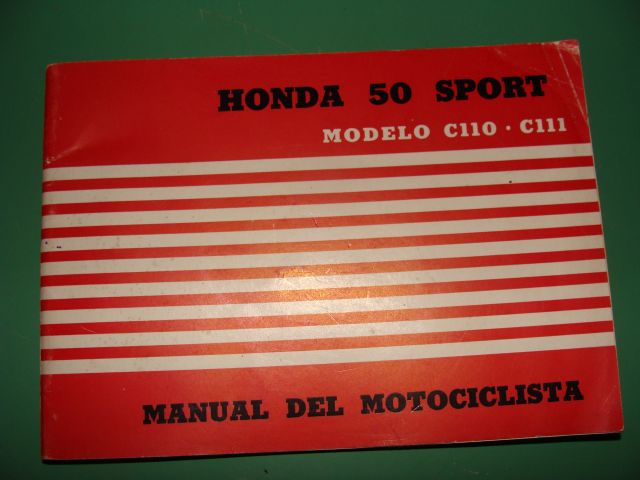 HONDA 50 SPORT
MODELO C110 · C111
MANUAL DEL MOTOCICLISTA